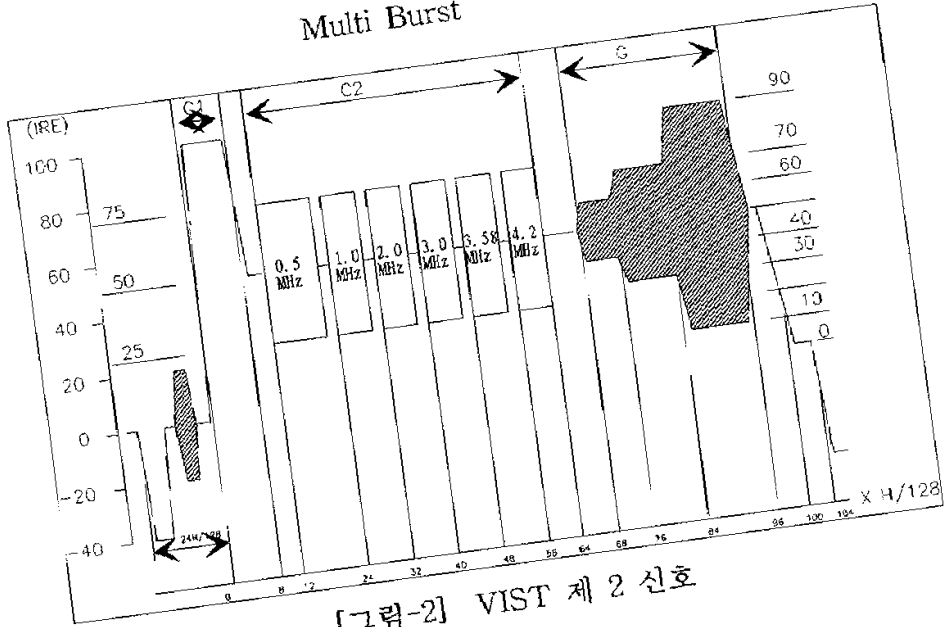 Multi Burst
(IRE)
G1
C2
G
100
80
60
40
20
0
-20
-40
75
50
25
0.5 MHz
1.0 MHz
2.0 MHz
3.0 MHz
3.58 MHz
4.2 MHz
90
70
60
40
30
10
0
24H/128
0 8 12 24 32 40 48 56 64 68 76 84 96 100 104
X H/128
[그림-2] VIST 제 2 신호